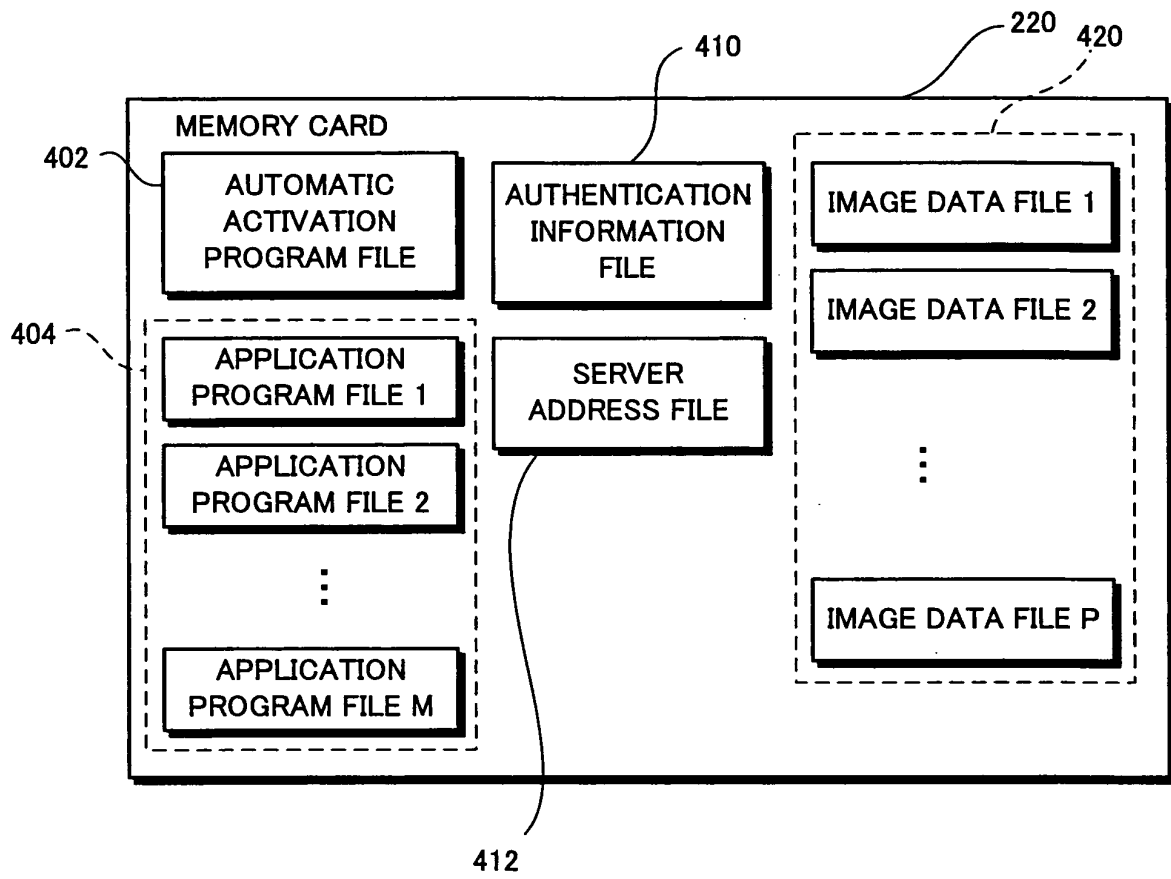 220
420
410
MEMORY CARD
402
AUTOMATIC
ACTIVATION
PROGRAM FILE
AUTHENTICATION
INFORMATION
FILE
IMAGE DATA FILE 1
IMAGE DATA FILE 2
⋮
IMAGE DATA FILE P
404
APPLICATION
PROGRAM FILE 1
APPLICATION
PROGRAM FILE 2
⋮
APPLICATION
PROGRAM FILE M
SERVER
ADDRESS FILE
412